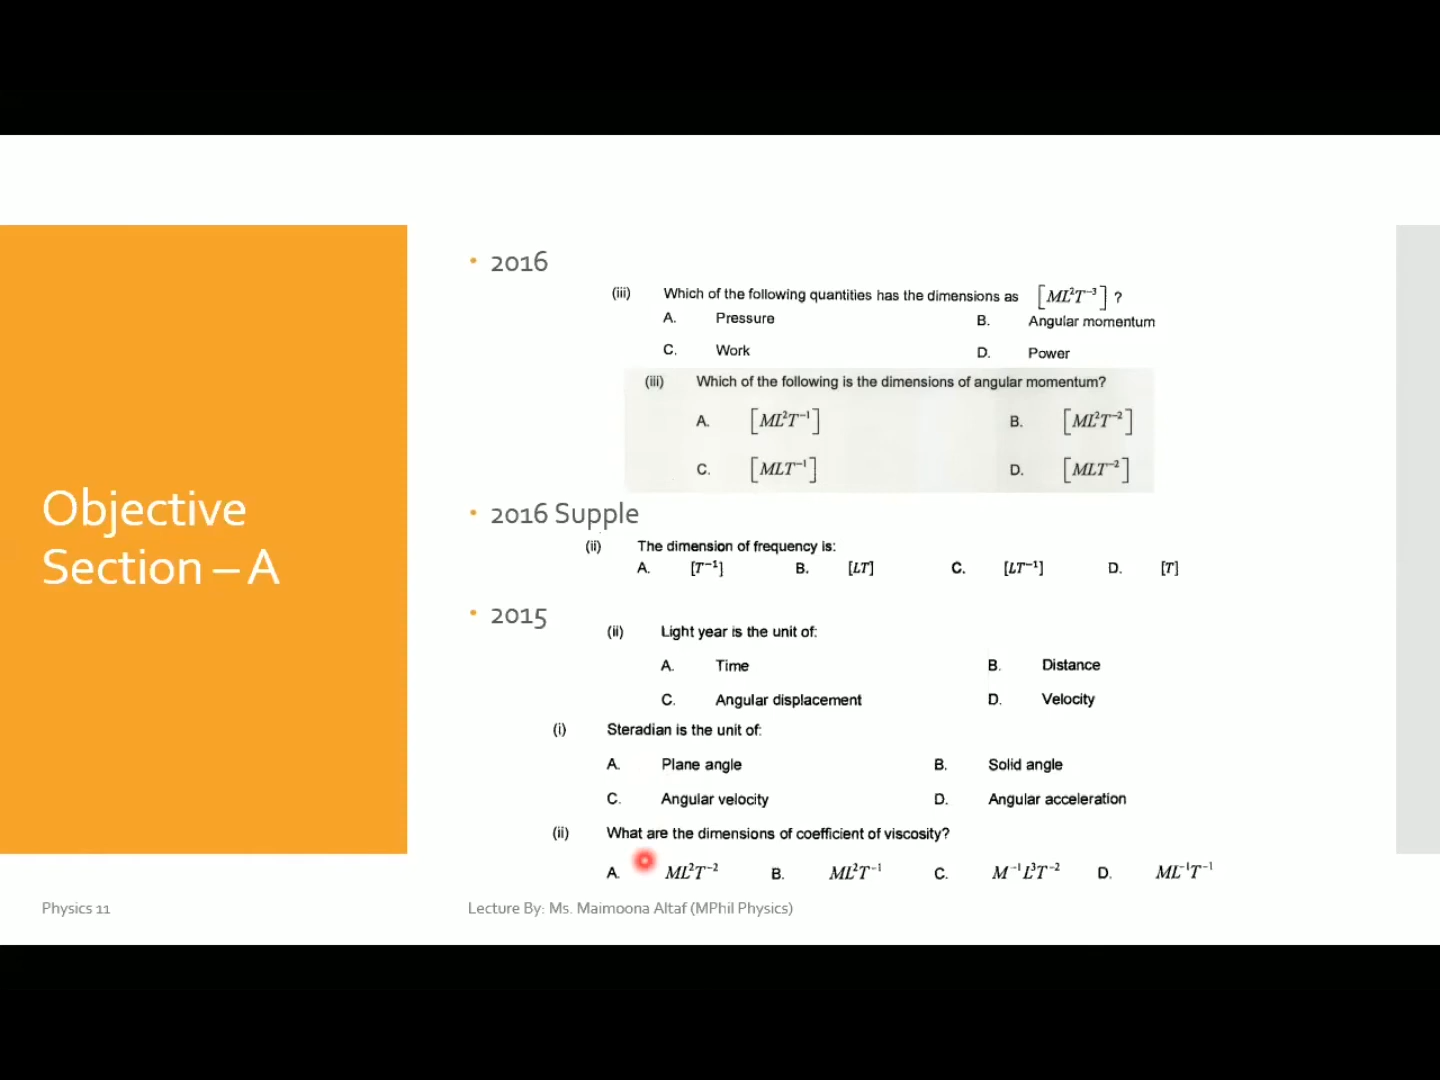 Objective
Section – A
• 2016
(iii) Which of the following quantities has the dimensions as [ML²T⁻³] ?
A. Pressure B. Angular momentum
C. Work D. Power
(iii) Which of the following is the dimensions of angular momentum?
A. [ML²T⁻¹] B. [ML²T⁻²]
C. [MLT⁻¹] D. [MLT⁻²]
• 2016 Supple
(ii) The dimension of frequency is:
A. [T⁻¹] B. [LT] C. [LT⁻¹] D. [T]
• 2015
(ii) Light year is the unit of:
A. Time B. Distance
C. Angular displacement D. Velocity
(i) Steradian is the unit of:
A. Plane angle B. Solid angle
C. Angular velocity D. Angular acceleration
(ii) What are the dimensions of coefficient of viscosity?
A. ML²T⁻² B. ML²T⁻¹ C. M⁻¹L³T⁻² D. ML⁻¹T⁻¹
Physics 11
Lecture By: Ms. Maimoona Altaf (MPhil Physics)